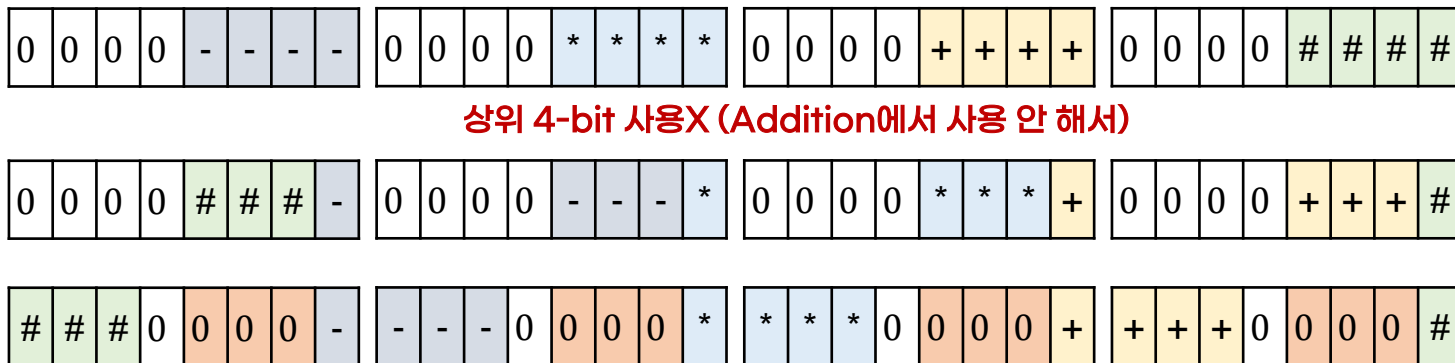 0 0 0 0 - - - - 0 0 0 0 * * * * 0 0 0 0 + + + + 0 0 0 0 # # # #
상위 4-bit 사용X (Addition에서 사용 안 해서)
0 0 0 0 # # # - 0 0 0 0 - - - * 0 0 0 0 * * * + 0 0 0 0 + + + #
# # # 0 0 0 0 - - - - 0 0 0 0 * * * * 0 0 0 0 + + + + 0 0 0 0 #